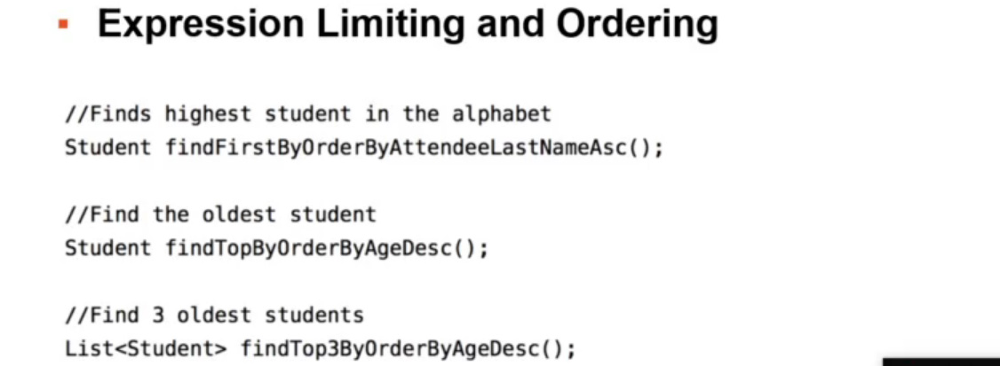 Expression Limiting and Ordering
//Finds highest student in the alphabet
Student findFirstByOrderByAttendeeLastNameAsc();
//Find the oldest student
Student findTopByOrderByAgeDesc();
//Find 3 oldest students
List<Student> findTop3ByOrderByAgeDesc();